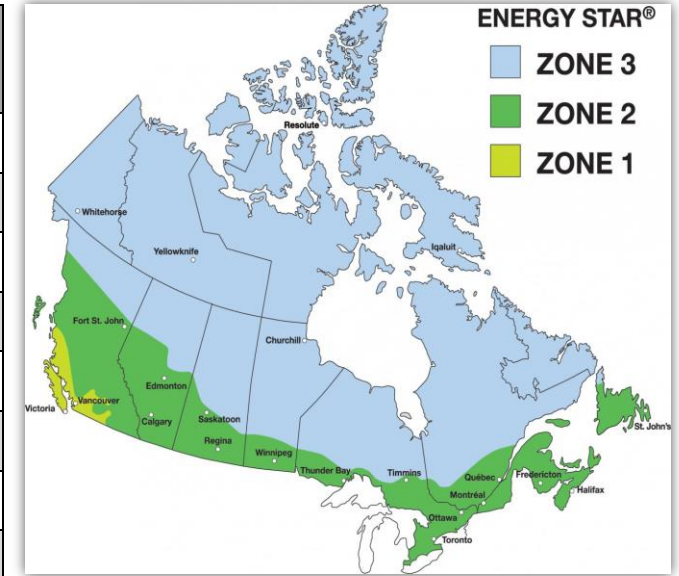 ENERGY STAR®
ZONE 3
ZONE 2
ZONE 1
Resolute
Whitehorse
Yellowknife
Iqaluit
Fort St. John
Churchill
Edmonton
Vancouver
Victoria
Calgary
Saskatoon
Regina
Winnipeg
Thunder Bay
Timmins
Québec
Fredericton
St. John's
Montréal
Halifax
Ottawa
Toronto